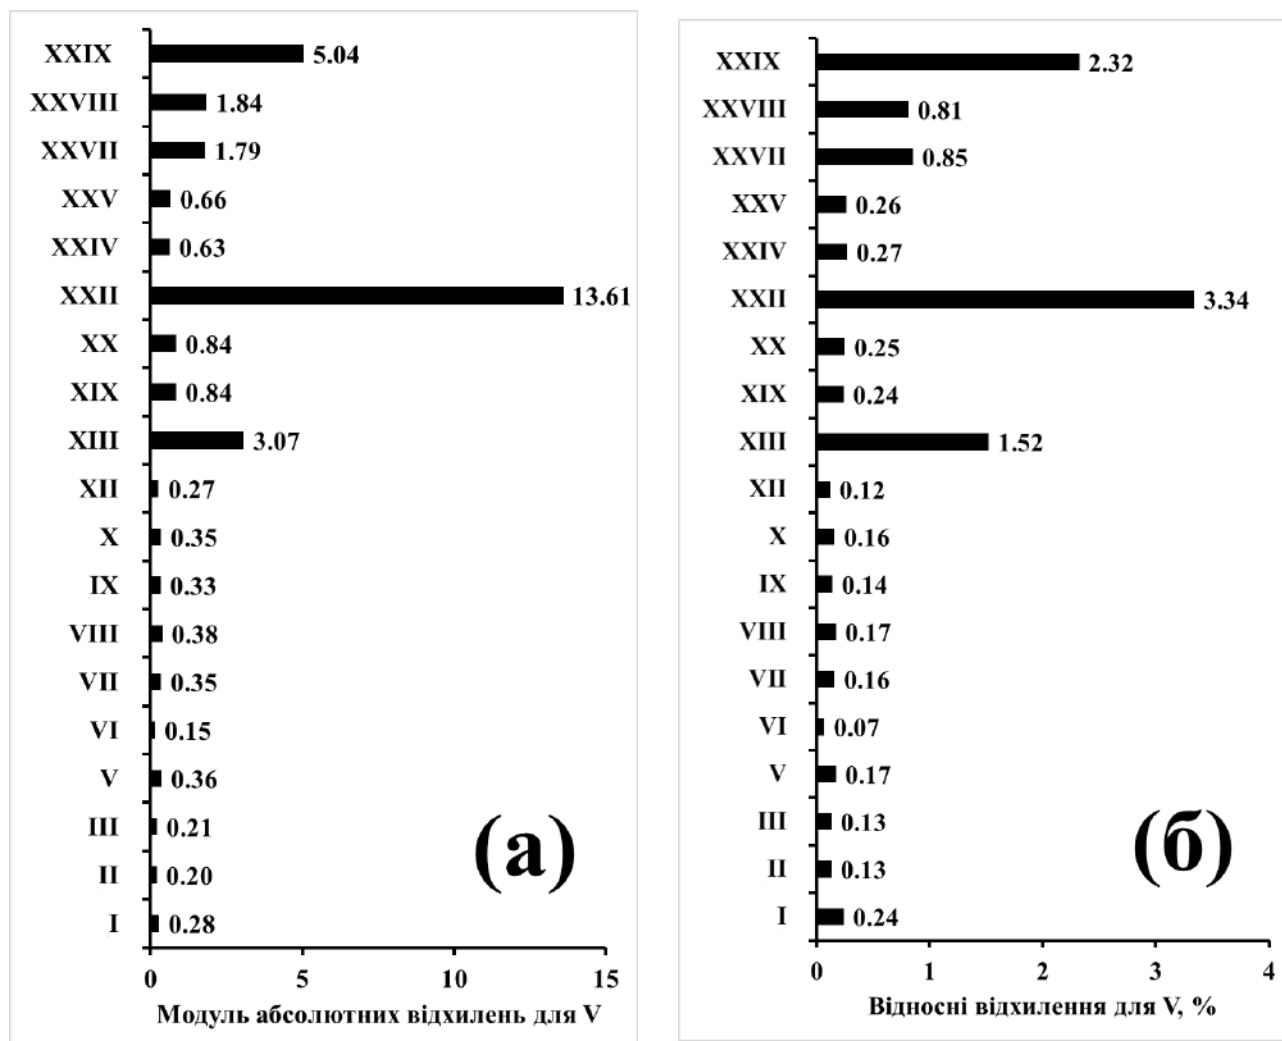 XXIX 5.04
XXVIII 1.84
XXVII 1.79
XXV 0.66
XXIV 0.63
XXII 13.61
XX 0.84
XIX 0.84
XIII 3.07
XII 0.27
X 0.35
IX 0.33
VIII 0.38
VII 0.35
VI 0.15
V 0.36
III 0.21
II 0.20
I 0.28
(а)
0 5 10 15
Модуль абсолютних відхилень для V
XXIX 2.32
XXVIII 0.81
XXVII 0.85
XXV 0.26
XXIV 0.27
XXII 3.34
XX 0.25
XIX 0.24
XIII 1.52
XII 0.12
X 0.16
IX 0.14
VIII 0.17
VII 0.16
VI 0.07
V 0.17
III 0.13
II 0.13
I 0.24
(б)
0 1 2 3 4
Відносні відхилення для V, %